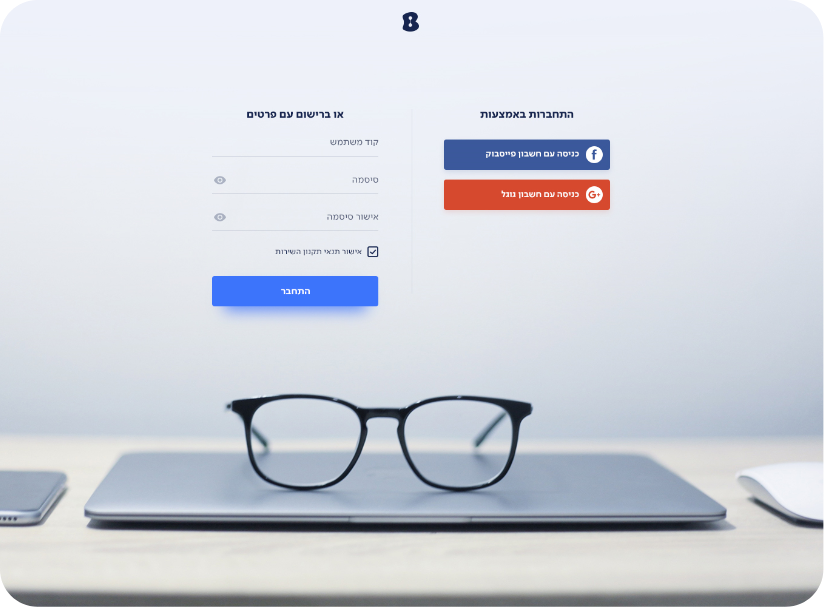 8
התחברות באמצעות
כניסה עם חשבון פייסבוק
כניסה עם חשבון גוגל
או ברישום עם פרטים
קוד משתמש
סיסמה
אישור סיסמה
אישור תנאי תקנון השירות
התחבר